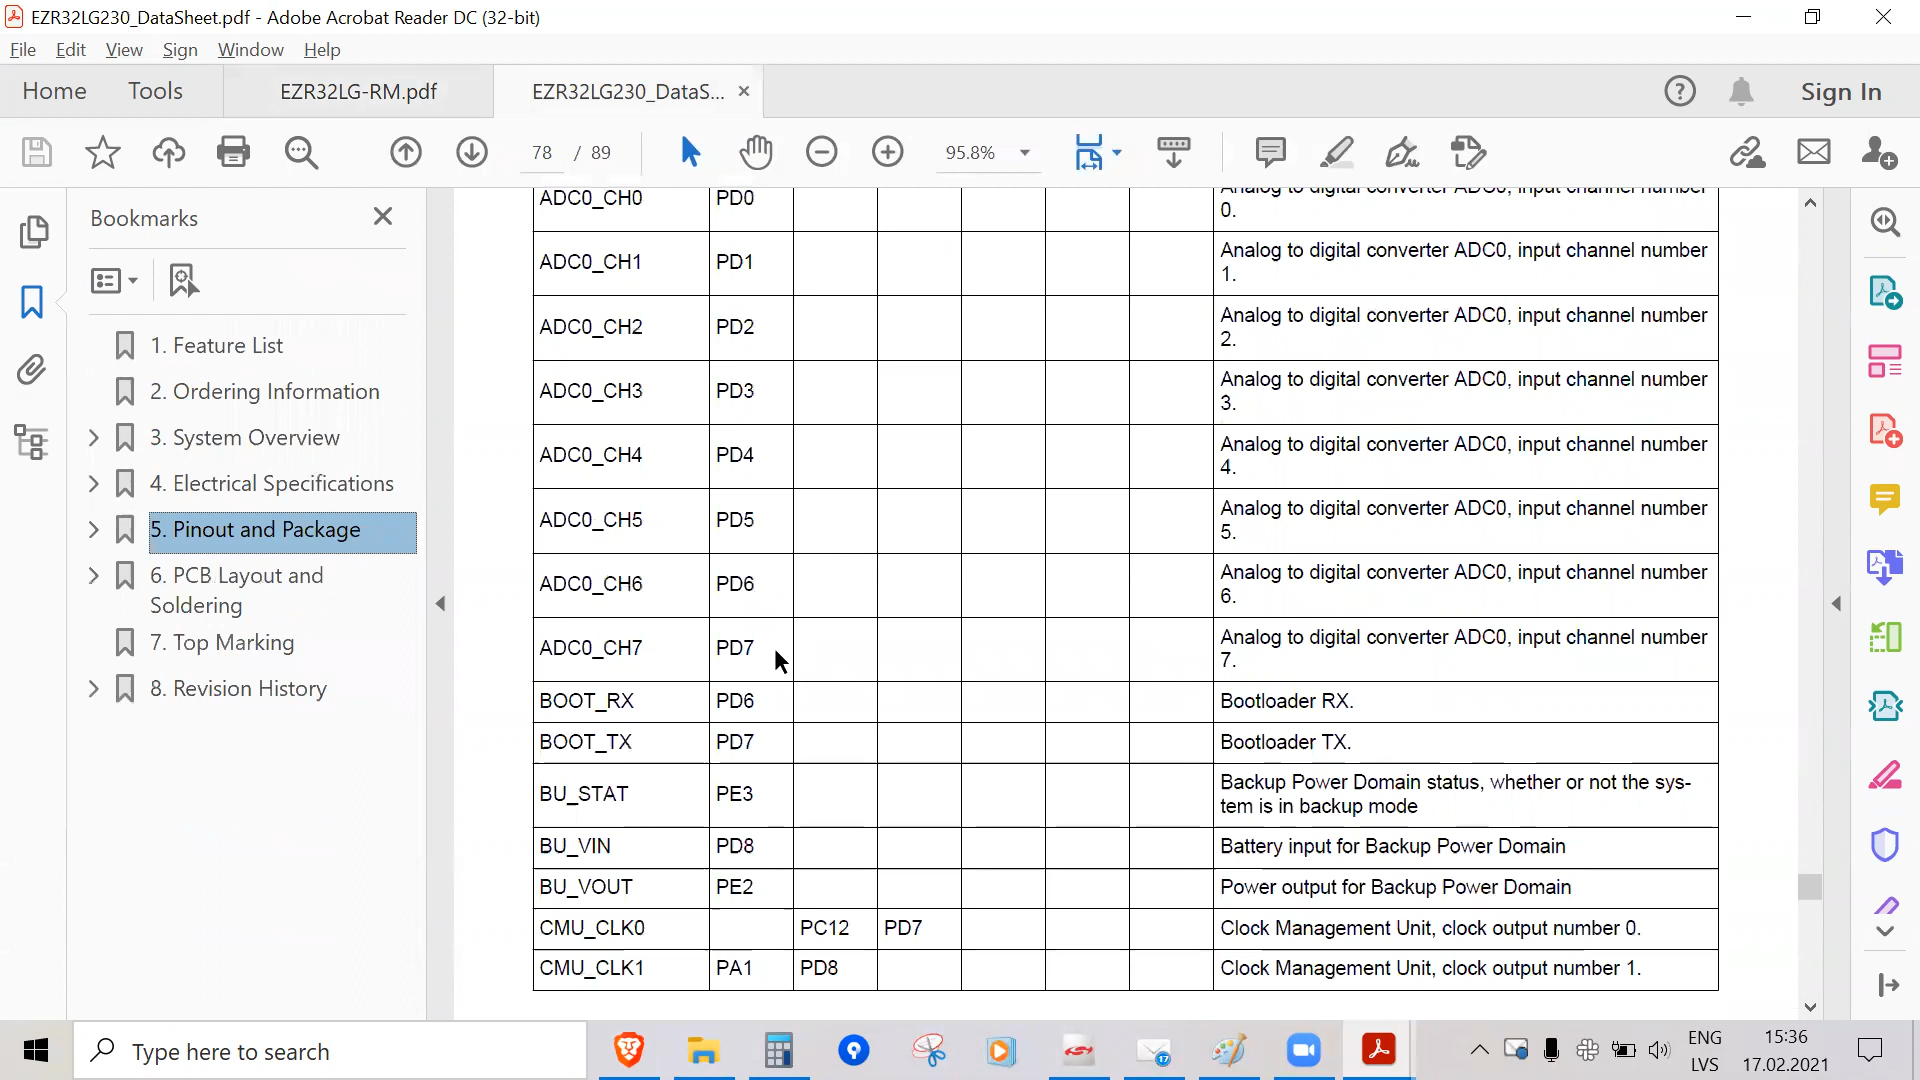 EZR32LG230_DataSheet.pdf - Adobe Acrobat Reader DC (32-bit)
File Edit View Sign Window Help
Home Tools EZR32LG-RM.pdf EZR32LG230_DataS... Sign In
78 / 89 95.8%
Bookmarks
1. Feature List
2. Ordering Information
3. System Overview
4. Electrical Specifications
5. Pinout and Package
6. PCB Layout and
Soldering
7. Top Marking
8. Revision History
ADC0_CH0 PD0 Analog to digital converter ADC0, input channel number
0.
ADC0_CH1 PD1 Analog to digital converter ADC0, input channel number
1.
ADC0_CH2 PD2 Analog to digital converter ADC0, input channel number
2.
ADC0_CH3 PD3 Analog to digital converter ADC0, input channel number
3.
ADC0_CH4 PD4 Analog to digital converter ADC0, input channel number
4.
ADC0_CH5 PD5 Analog to digital converter ADC0, input channel number
5.
ADC0_CH6 PD6 Analog to digital converter ADC0, input channel number
6.
ADC0_CH7 PD7 Analog to digital converter ADC0, input channel number
7.
BOOT_RX PD6 Bootloader RX.
BOOT_TX PD7 Bootloader TX.
BU_STAT PE3 Backup Power Domain status, whether or not the sys-
tem is in backup mode
BU_VIN PD8 Battery input for Backup Power Domain
BU_VOUT PE2 Power output for Backup Power Domain
CMU_CLK0 PC12 PD7 Clock Management Unit, clock output number 0.
CMU_CLK1 PA1 PD8 Clock Management Unit, clock output number 1.
Type here to search
17
ENG
LVS
15:36
17.02.2021